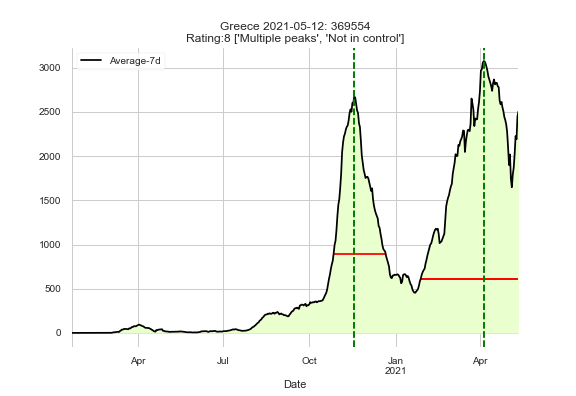 Greece 2021-05-12: 369554
Rating:8 ['Multiple peaks', 'Not in control']
Average-7d
3000
2500
2000
1500
1000
500
0
Apr Jul Oct Jan Apr
2021
Date